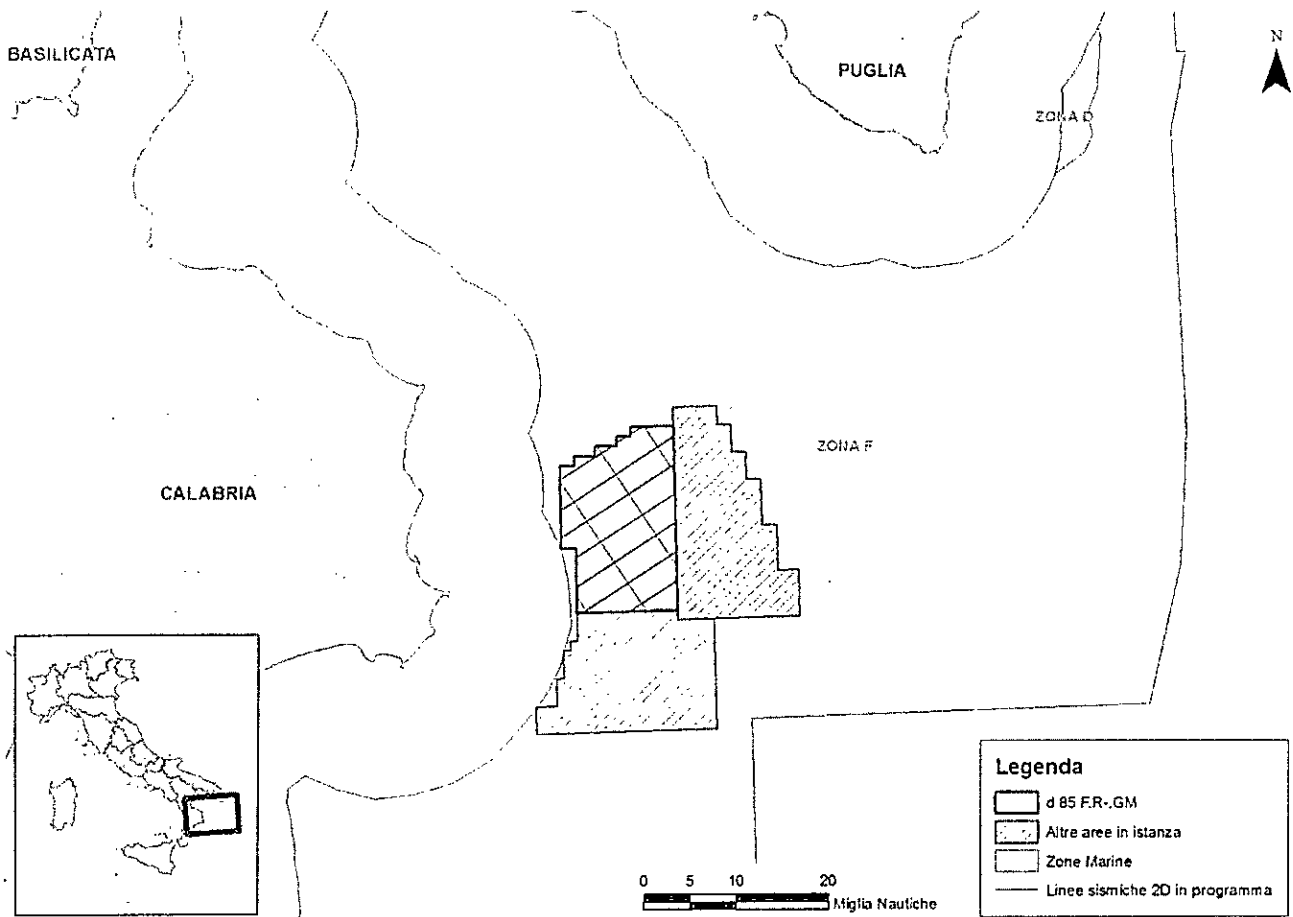 BASILICATA
PUGLIA
N
ZONA D
ZONA F
CALABRIA
Legenda
d 85 F.R-.GM
Altre aree in istanza
Zone Marine
Linee sismiche 2D in programma
0 5 10 20
Miglia Nautiche